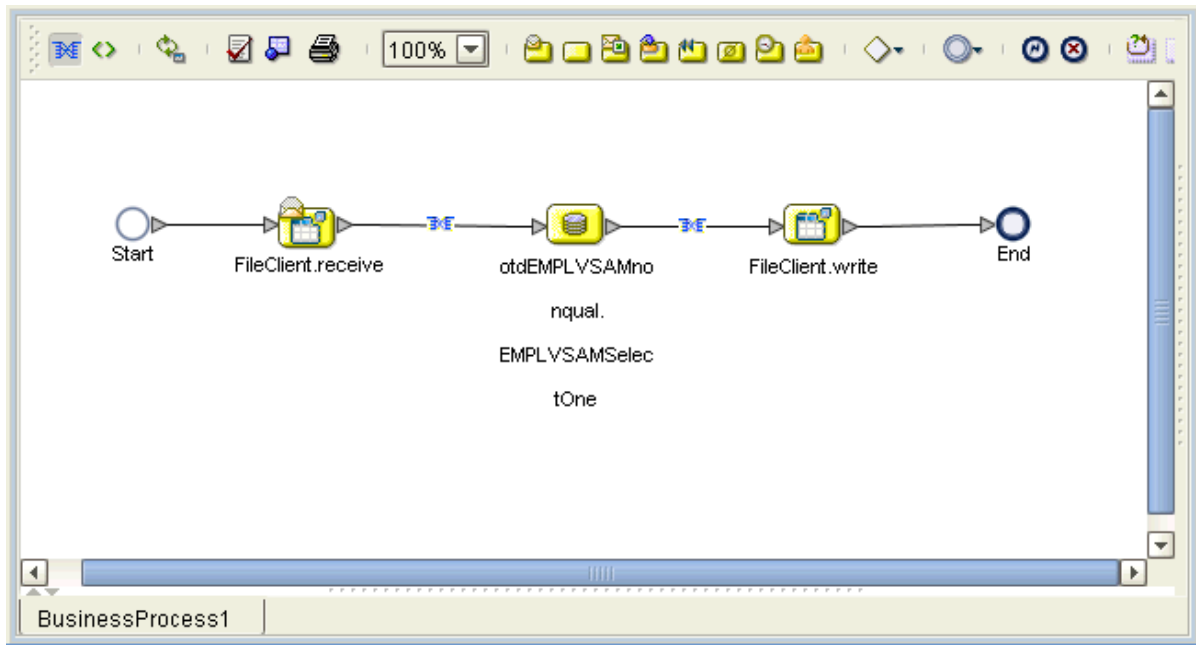 100%
Start
FileClient.receive
otdEMPLVSAMno
nqual.
EMPLVSAMSelec
tOne
FileClient.write
End
BusinessProcess1